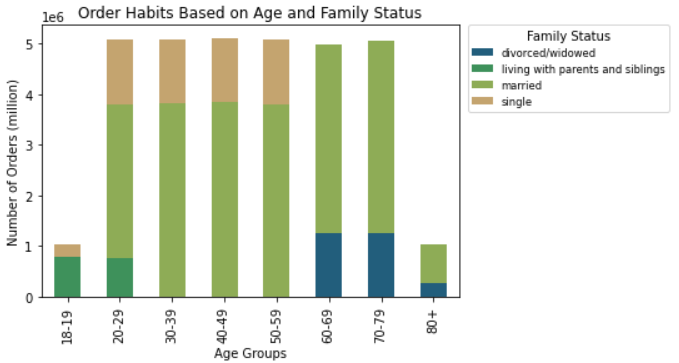 Order Habits Based on Age and Family Status
1e6
5
4
3
2
1
0
Number of Orders (million)
18-19
20-29
30-39
40-49
50-59
60-69
70-79
80+
Age Groups
Family Status
divorced/widowed
living with parents and siblings
married
single